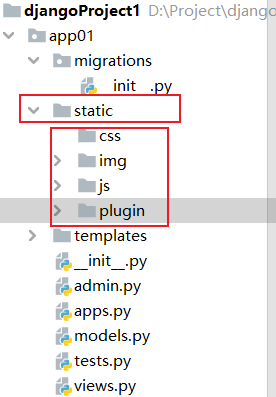 djangoProject1 D:\Project\django
app01
migrations
__init__.py
static
css
img
js
plugin
templates
__init__.py
admin.py
apps.py
models.py
tests.py
views.py